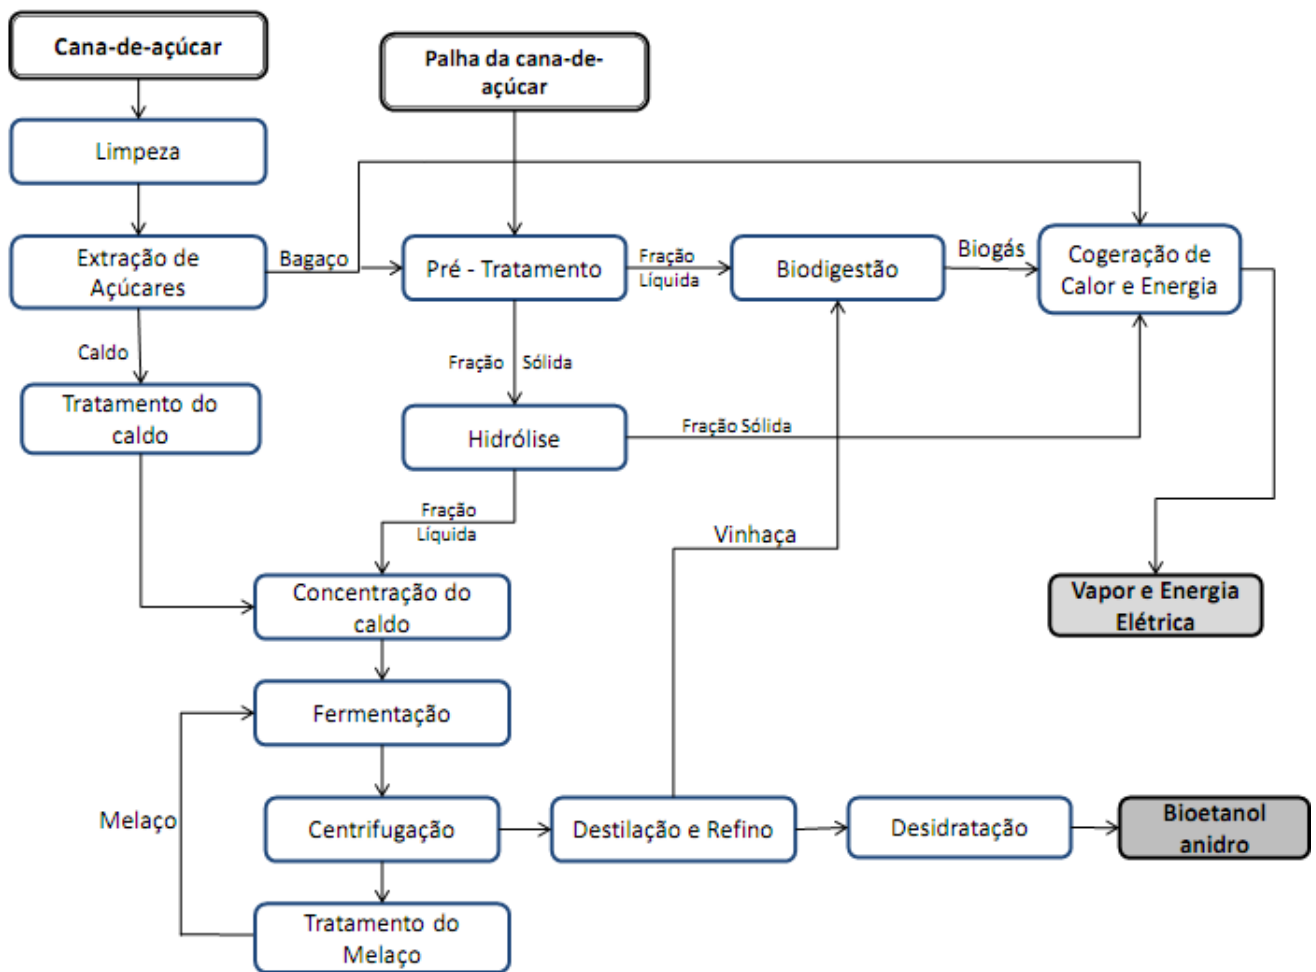 Cana-de-açúcar
Palha da cana-de-
açúcar
Limpeza
Extração de
Açúcares
Bagaço
Pré - Tratamento
Fração
Líquida
Biodigestão
Biogás
Cogeração de
Calor e Energia
Caldo
Fração Sólida
Tratamento do
caldo
Hidrólise
Fração Sólida
Fração
Líquida
Vinhaça
Concentração do
caldo
Vapor e Energia
Elétrica
Fermentação
Melaço
Centrifugação
Destilação e Refino
Desidratação
Bioetanol
anidro
Tratamento do
Melaço